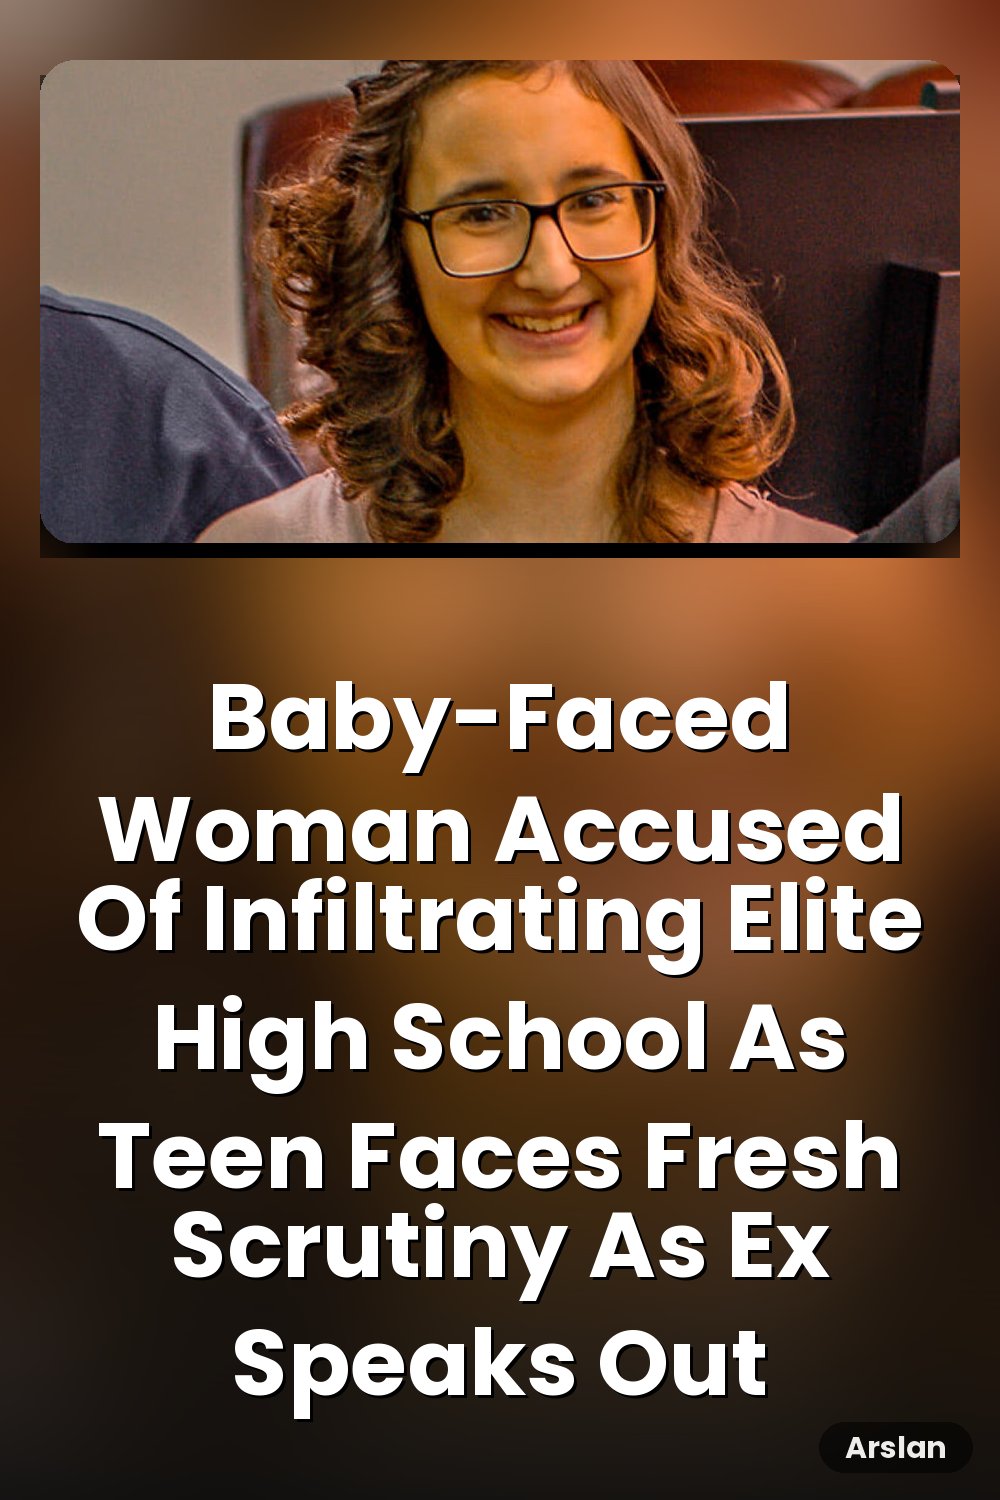 Baby-Faced
Woman Accused
Of Infiltrating Elite
High School As
Teen Faces Fresh
Scrutiny As Ex
Speaks Out
Arslan